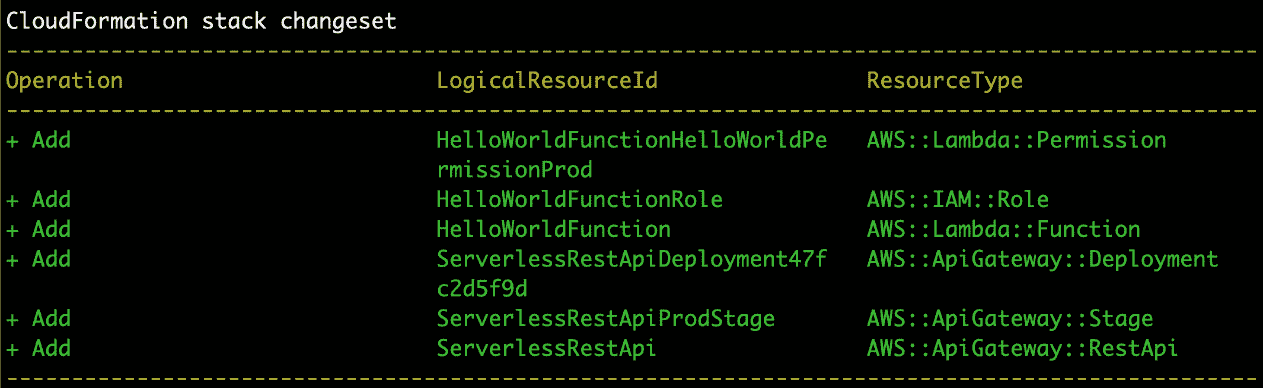 CloudFormation stack changeset
-------------------------------------------------------------------------------------------------
Operation                        LogicalResourceId                ResourceType
-------------------------------------------------------------------------------------------------
+ Add                            HelloWorldFunctionHelloWorldPe   AWS::Lambda::Permission
                                 rmissionProd
+ Add                            HelloWorldFunctionRole           AWS::IAM::Role
+ Add                            HelloWorldFunction               AWS::Lambda::Function
+ Add                            ServerlessRestApiDeployment47f   AWS::ApiGateway::Deployment
                                 c2d5f9d
+ Add                            ServerlessRestApiProdStage       AWS::ApiGateway::Stage
+ Add                            ServerlessRestApi                AWS::ApiGateway::RestApi
-------------------------------------------------------------------------------------------------